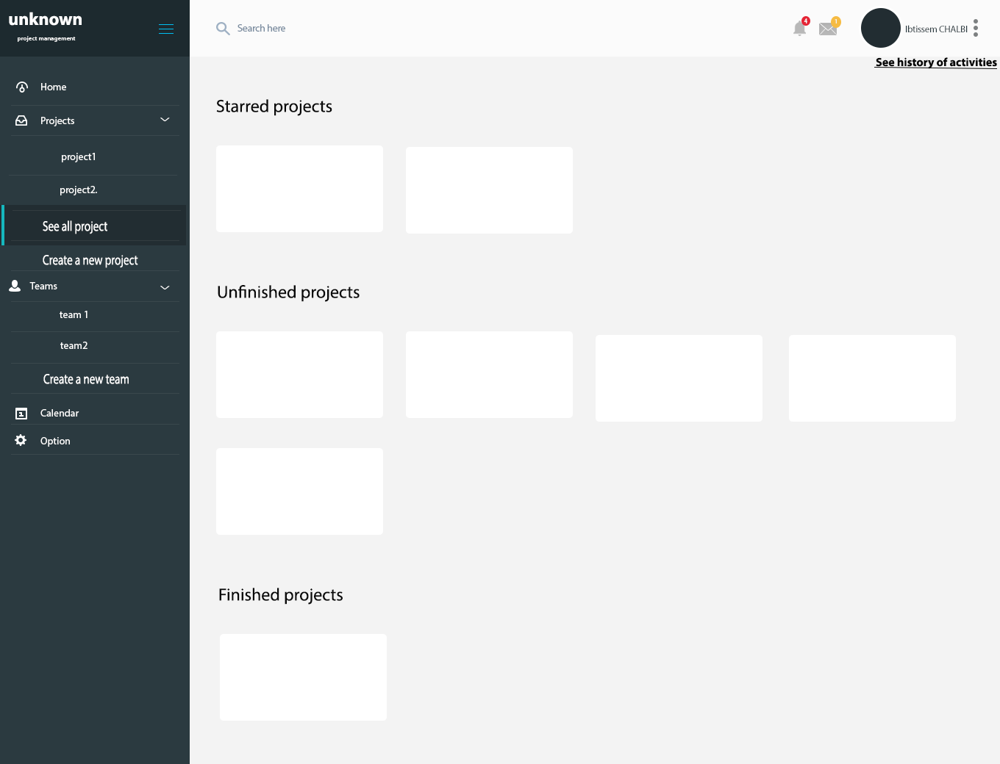 unknown
project management
Search here
4
1
Ibtissem CHALBI
See history of activities
Home
Projects
project1
project2.
See all project
Create a new project
Teams
team 1
team2
Create a new team
Calendar
Option
Starred projects
Unfinished projects
Finished projects